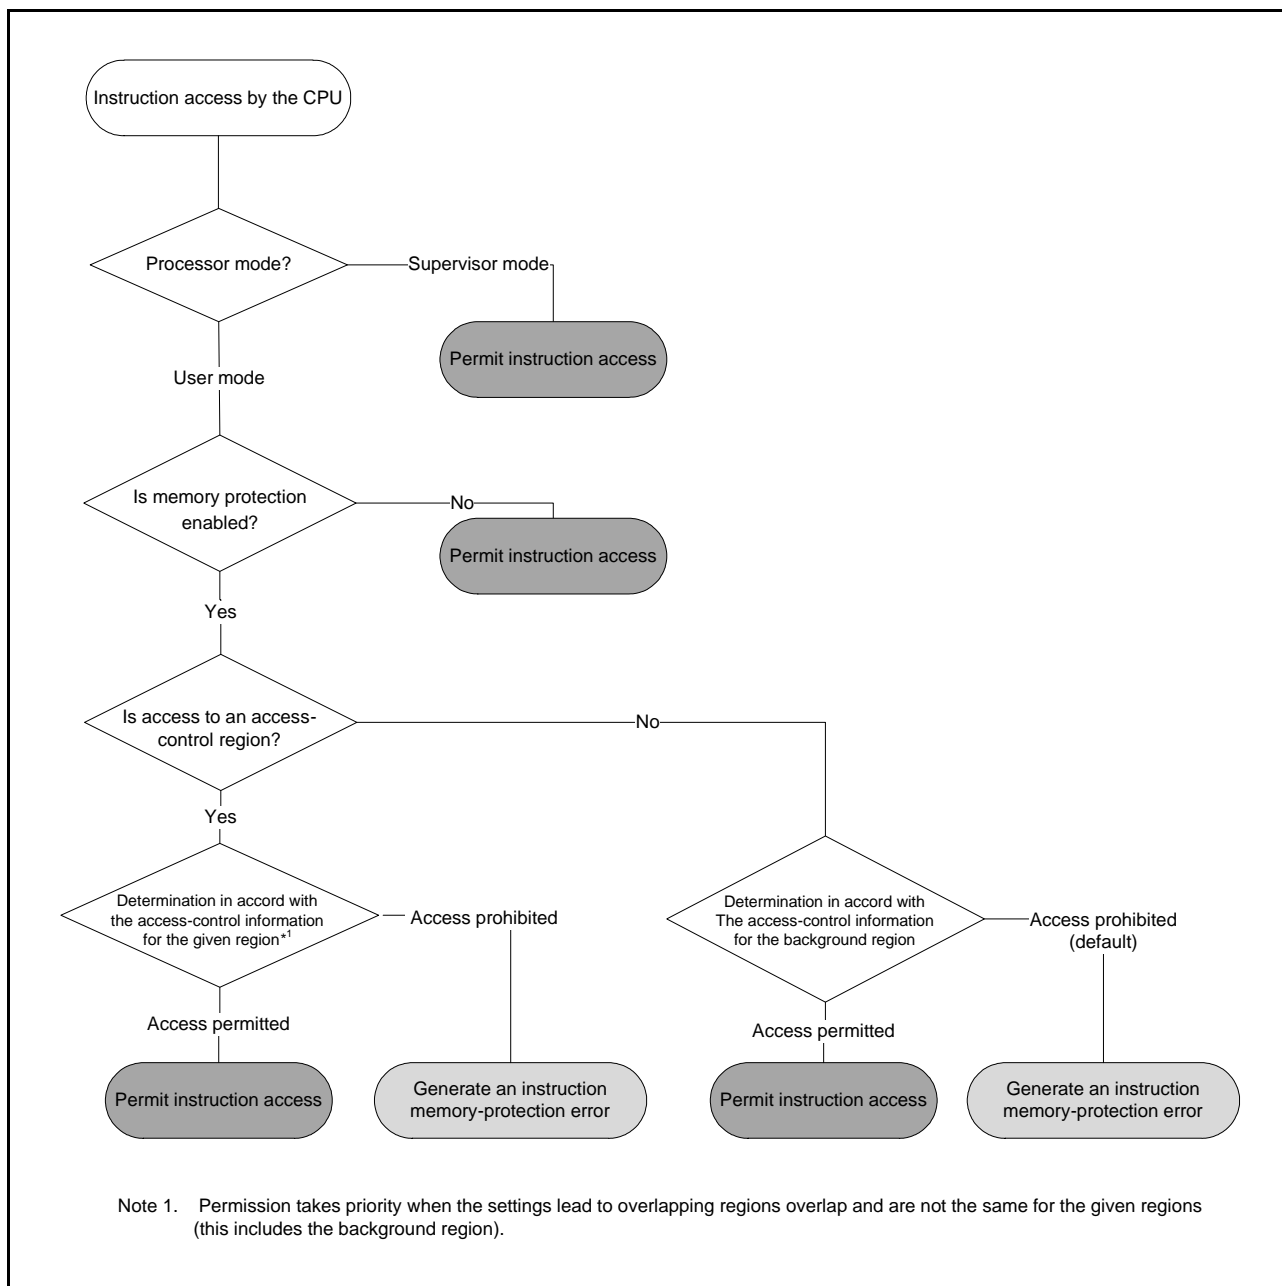 Instruction access by the CPU
Processor mode?
Supervisor mode
Permit instruction access
User mode
Is memory protection
enabled?
No
Permit instruction access
Yes
Is access to an access-
control region?
No
Yes
Determination in accord with
the access-control information
for the given region*1
Access prohibited
Determination in accord with
The access-control information
for the background region
Access prohibited
(default)
Access permitted
Access permitted
Permit instruction access
Generate an instruction
memory-protection error
Permit instruction access
Generate an instruction
memory-protection error
Note 1. Permission takes priority when the settings lead to overlapping regions overlap and are not the same for the given regions
(this includes the background region).